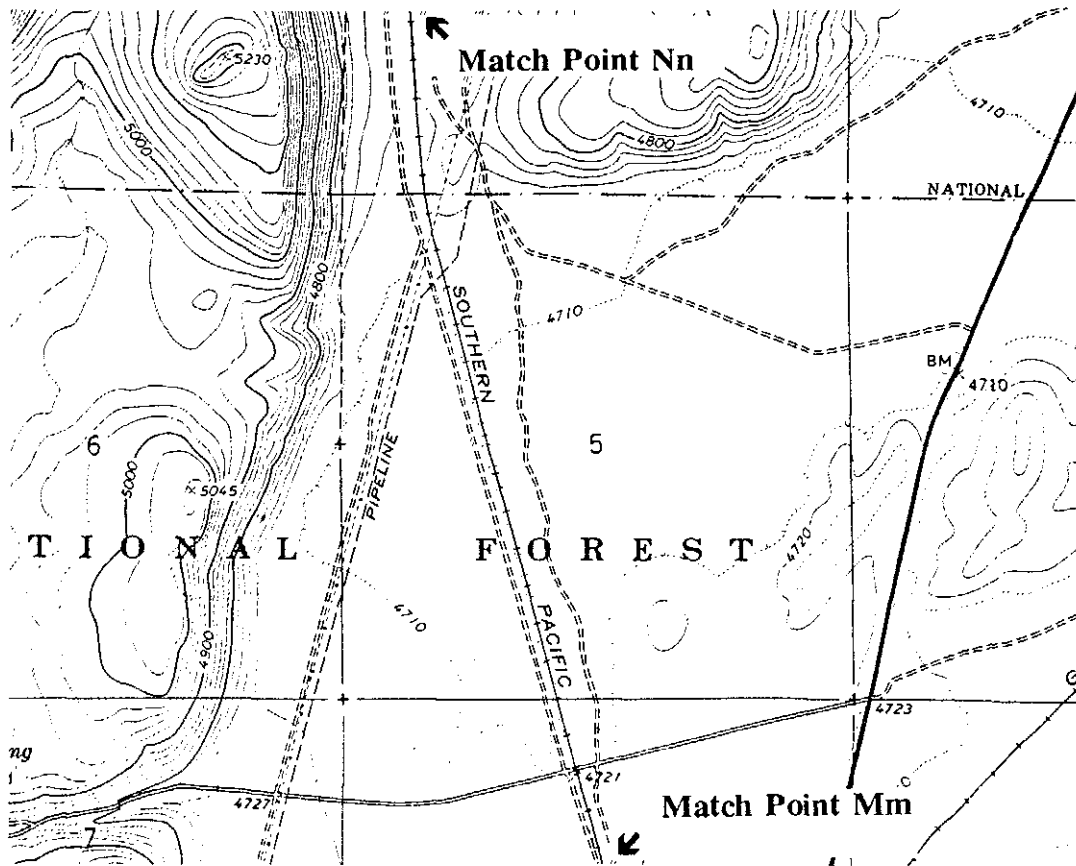 5230
Match Point Nn
5000
4800
4710
NATIONAL
4800
SOUTHERN
4710
BM
4710
6
PIPELINE
5
5000
5045
TIONAL FOREST
4720
4710
PACIFIC
4900
4723
ng
4721
4727
Match Point Mm
7